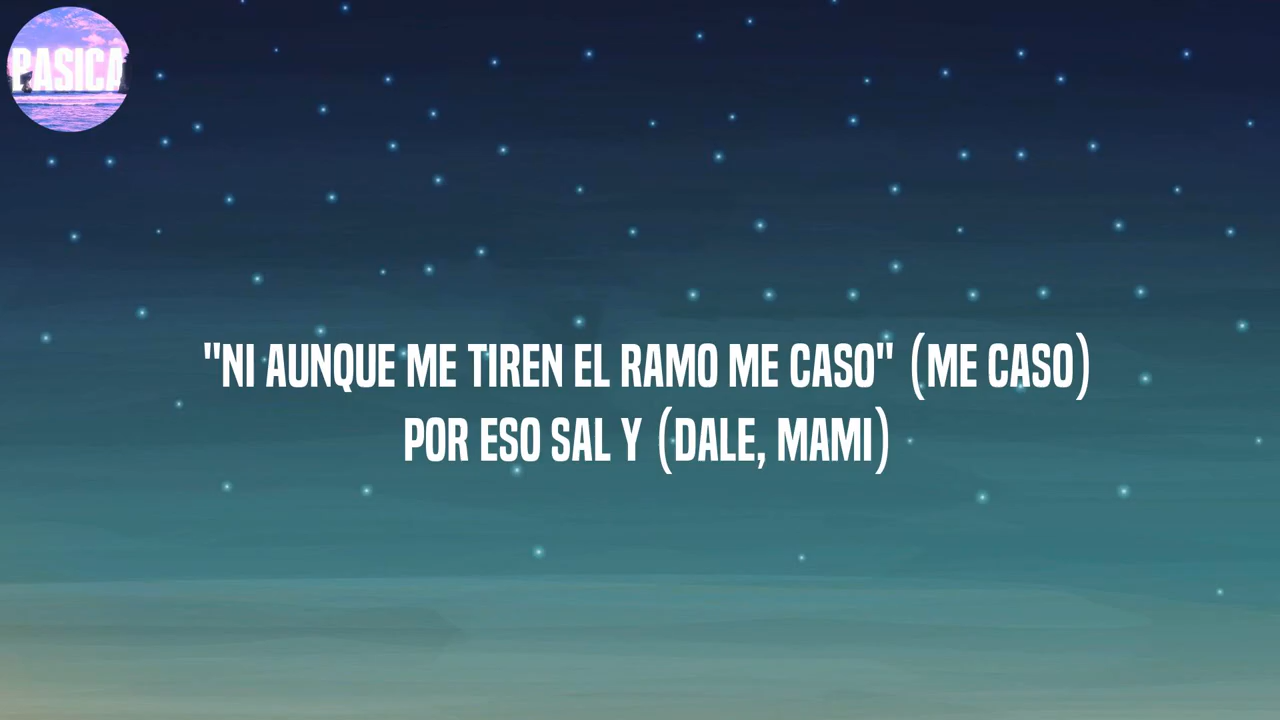 PASICA
"NI AUNQUE ME TIREN EL RAMO ME CASO" (ME CASO)
POR ESO SAL Y (DALE, MAMI)